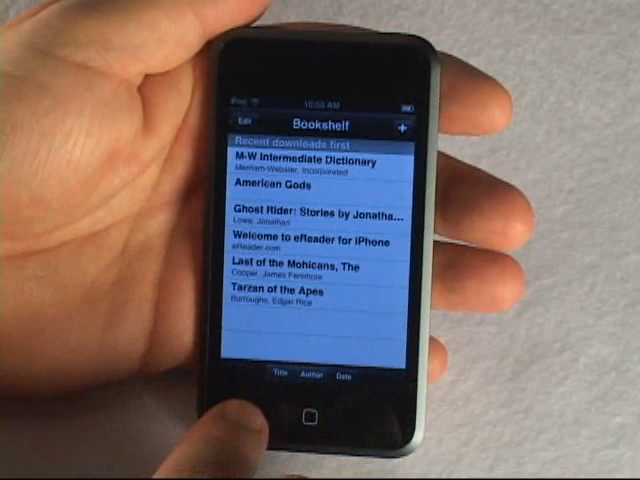 iPod 10:50 AM
Edit Bookshelf +
Recent downloads first
M-W Intermediate Dictionary
Merriam-Webster, Incorporated
American Gods
Ghost Rider: Stories by Jonatha...
Lowe, Jonathan
Welcome to eReader for iPhone
eReader.com
Last of the Mohicans, The
Cooper, James Fenimore
Tarzan of the Apes
Burroughs, Edgar Rice
Title Author Date